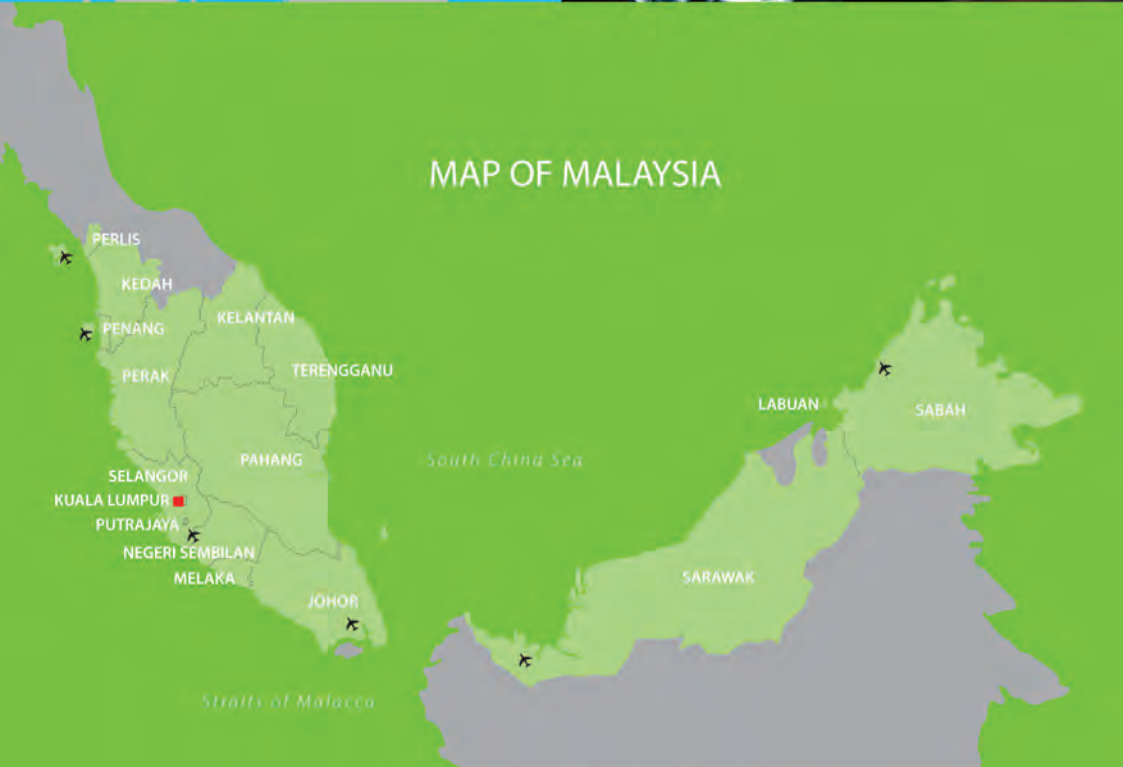 MAP OF MALAYSIA
PERLIS
KEDAH
KELANTAN
PENANG
TERENGGANU
PERAK
LABUAN
SABAH
PAHANG
South China Sea
SELANGOR
KUALA LUMPUR
PUTRAJAYA
NEGERI SEMBILAN
MELAKA
SARAWAK
JOHOR
Straits of Malacca